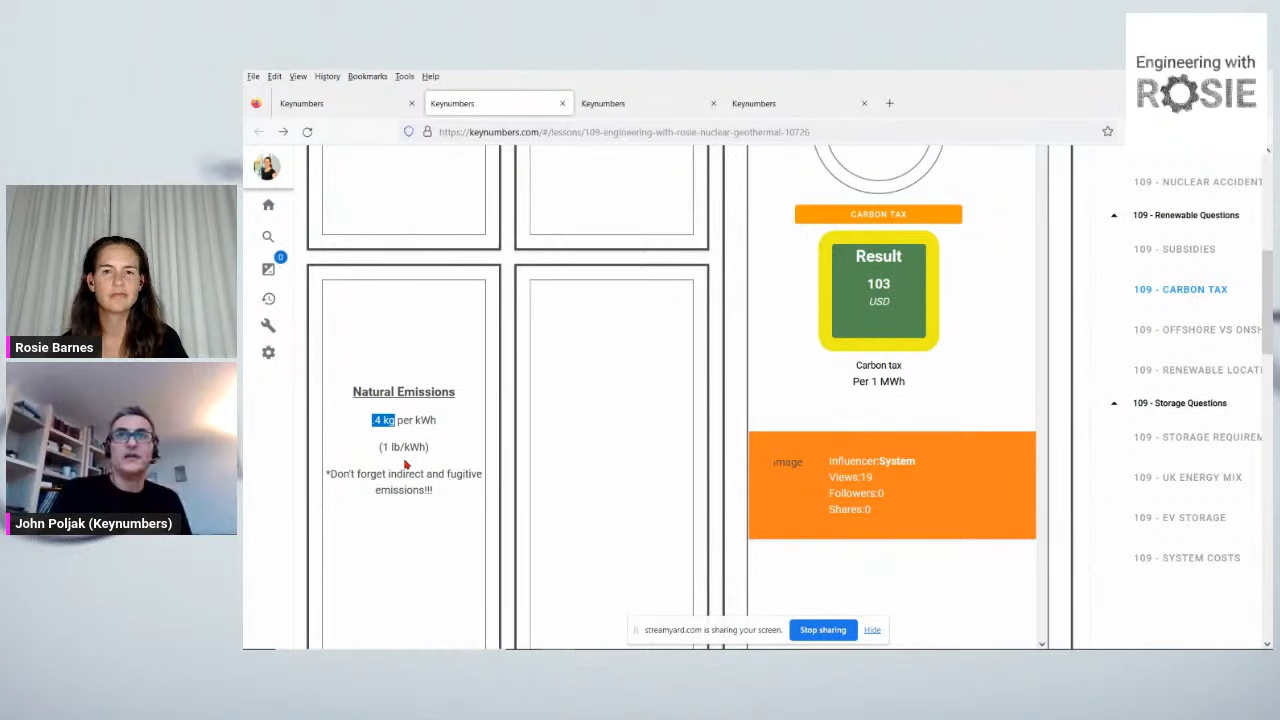 Engineering with
ROSIE
File Edit View History Bookmarks Tools Help
Keynumbers
Keynumbers
Keynumbers
Keynumbers
https://keynumbers.com/#/lessons/109-engineering-with-rosie-nuclear-geothermal-10726
0
Natural Emissions
.4 kg per kWh
(1 lb/kWh)
*Don't forget indirect and fugitive
emissions!!!
CARBON TAX
Result
103
USD
Carbon tax
Per 1 MWh
image
Influencer:System
Views:19
Followers:0
Shares:0
109 - NUCLEAR ACCIDENT
109 - Renewable Questions
109 - SUBSIDIES
109 - CARBON TAX
109 - OFFSHORE VS ONSH
109 - RENEWABLE LOCATI
109 - Storage Questions
109 - STORAGE REQUIREM
109 - UK ENERGY MIX
109 - EV STORAGE
109 - SYSTEM COSTS
streamyard.com is sharing your screen.
Stop sharing
Hide
Rosie Barnes
John Poljak (Keynumbers)